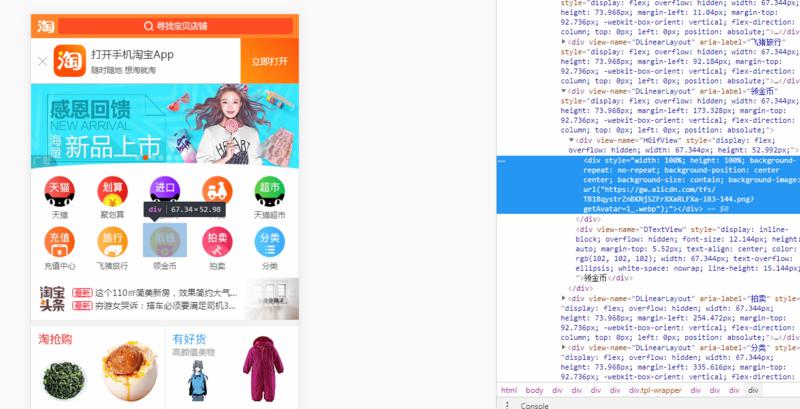 淘
寻找宝贝店铺
淘
打开手机淘宝App
随时随地 想淘就淘
立即打开
感恩回馈
NEW ARRIVAL
海量
新品上市
天猫
划算
进口
超市
天猫
聚划算
天猫超市
div 67.34×52.98
充值
旅行
抵钱
拍卖
分类
充值中心
飞猪旅行
领金币
拍卖
分类
淘宝头条
最新 这个110㎡简美新房，效果简约大气...
最新 穷游女哭诉：搭车必须要满足司机3...
淘抢购
有好货
高颜值美物
style="display: flex; overflow: hidden; width: 67.344px;
height: 73.968px; margin-left: 11.04px; margin-top:
92.736px; -webkit-box-orient: vertical; flex-direction:
column; top: 0px; left: 0px; position: absolute;">…</div>
▶<div view-name="DLinearLayout" aria-label="飞猪旅行"
style="display: flex; overflow: hidden; width: 67.344px;
height: 73.968px; margin-left: 92.184px; margin-top:
92.736px; -webkit-box-orient: vertical; flex-direction:
column; top: 0px; left: 0px; position: absolute;">…</div>
▼<div view-name="DLinearLayout" aria-label="领金币"
style="display: flex; overflow: hidden; width: 67.344px;
height: 73.968px; margin-left: 173.328px; margin-top:
92.736px; -webkit-box-orient: vertical; flex-direction:
column; top: 0px; left: 0px; position: absolute;">
▼<div view-name="HGifView" style="display: flex;
overflow: hidden; width: 67.344px; height: 52.992px;">
… <div style="width: 100%; height: 100%; background-
repeat: no-repeat; background-position: center
center; background-size: contain; background-image:
url("https://gw.alicdn.com/tfs/
TB1BqystrZnBKNjSZFrXXaRLFXa-183-144.png?
getAvatar=1_.webp");"></div> == $0
</div>
<div view-name="DTextView" style="display: inline-
block; overflow: hidden; font-size: 12.144px; height:
auto; margin-top: 5.52px; text-align: center; color:
rgb(102, 102, 102); width: 67.344px; text-overflow:
ellipsis; white-space: nowrap; line-height: 15.144px;
">领金币</div>
</div>
▶<div view-name="DLinearLayout" aria-label="拍卖" style=
"display: flex; overflow: hidden; width: 67.344px;
height: 73.968px; margin-left: 254.472px; margin-top:
92.736px; -webkit-box-orient: vertical; flex-direction:
column; top: 0px; left: 0px; position: absolute;">…</div>
▶<div view-name="DLinearLayout" aria-label="分类" style=
"display: flex; overflow: hidden; width: 67.344px;
height: 73.968px; margin-left: 335.616px; margin-top:
92.736px; -webkit-box-orient: vertical; flex-direction:
html body div div div div.tpl-wrapper div div div div
Console